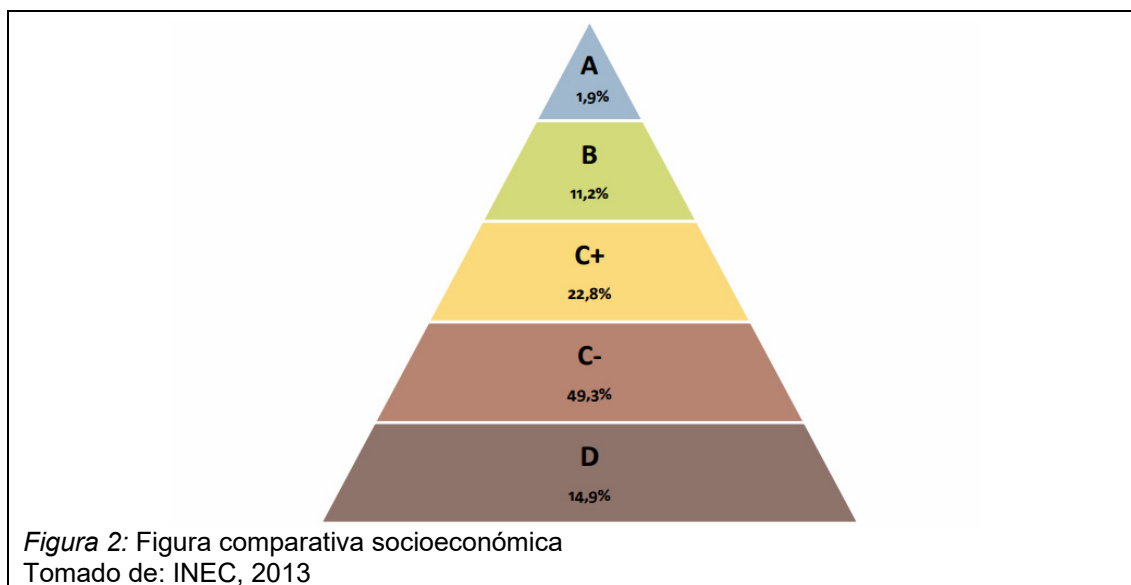 A
1,9%
B
11,2%
C+
22,8%
C-
49,3%
D
14,9%
Figura 2: Figura comparativa socioeconómica
Tomado de: INEC, 2013